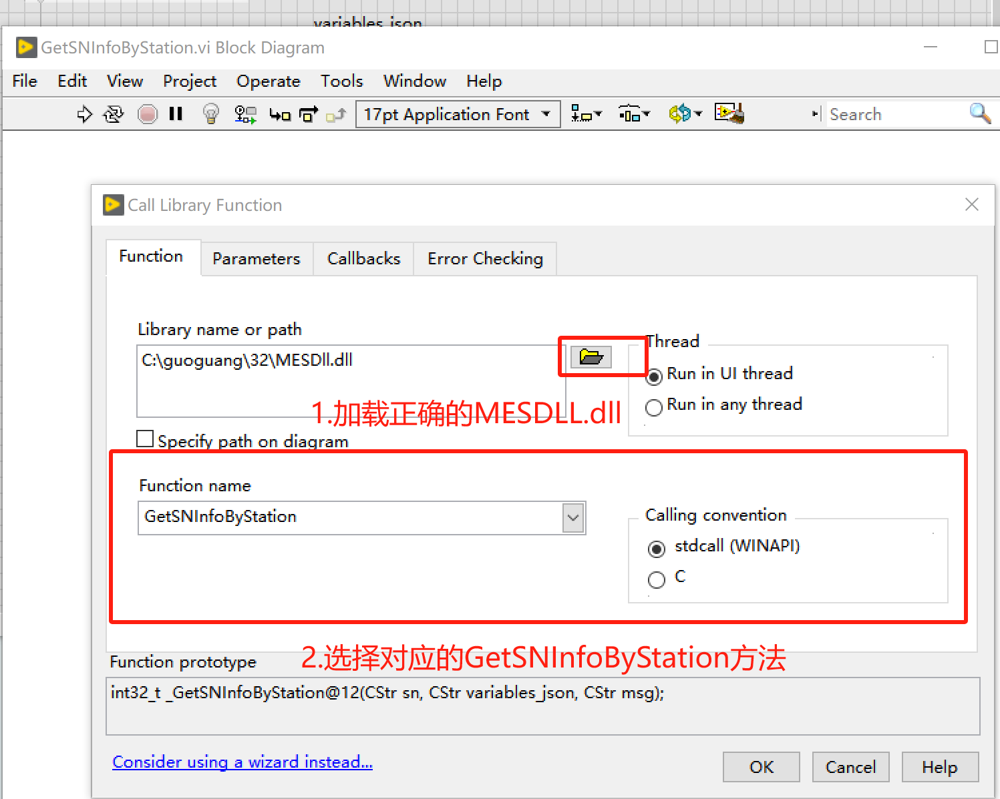 variables json
GetSNInfoByStation.vi Block Diagram
File Edit View Project Operate Tools Window Help
17pt Application Font
Search
Call Library Function
Function Parameters Callbacks Error Checking
Library name or path
C:\guoguang\32\MESDll.dll
Thread
Run in UI thread
Run in any thread
1.加载正确的MESDLL.dll
Specify path on diagram
Function name
GetSNInfoByStation
Calling convention
stdcall (WINAPI)
C
2.选择对应的GetSNInfoByStation方法
Function prototype
int32_t _GetSNInfoByStation@12(CStr sn, CStr variables_json, CStr msg);
Consider using a wizard instead...
OK Cancel Help